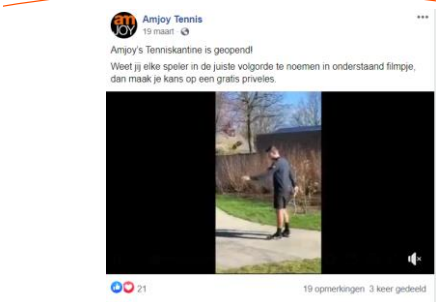 am
JOY
Amjoy Tennis
19 maart
Amjoy's Tenniskantine is geopend!
Weet jij elke speler in de juiste volgorde te noemen in onderstaand filmpje,
dan maak je kans op een gratis priveles.
21
19 opmerkingen 3 keer gedeeld